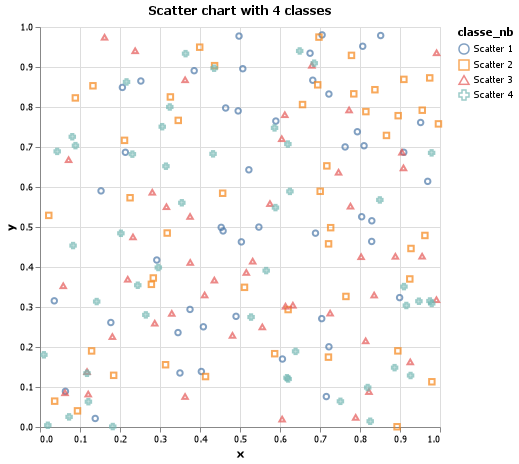 Scatter chart with 4 classes
classe_nb
Scatter 1
Scatter 2
Scatter 3
Scatter 4
y
1.0
0.9
0.8
0.7
0.6
0.5
0.4
0.3
0.2
0.1
0.0
0.0 0.1 0.2 0.3 0.4 0.5 0.6 0.7 0.8 0.9 1.0
x